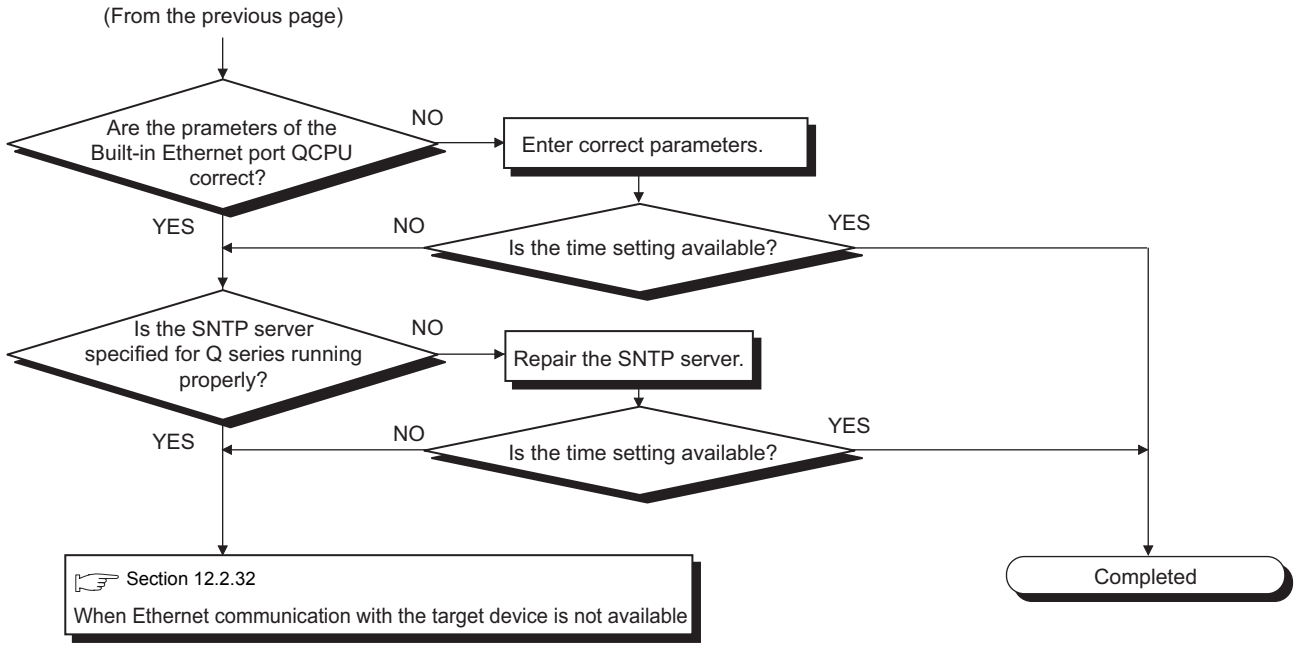 (From the previous page)
Are the prameters of the
Built-in Ethernet port QCPU
correct?
NO
Enter correct parameters.
YES
NO
Is the time setting available?
YES
Is the SNTP server
specified for Q series running
properly?
NO
Repair the SNTP server.
YES
NO
Is the time setting available?
YES
Section 12.2.32
When Ethernet communication with the target device is not available
Completed